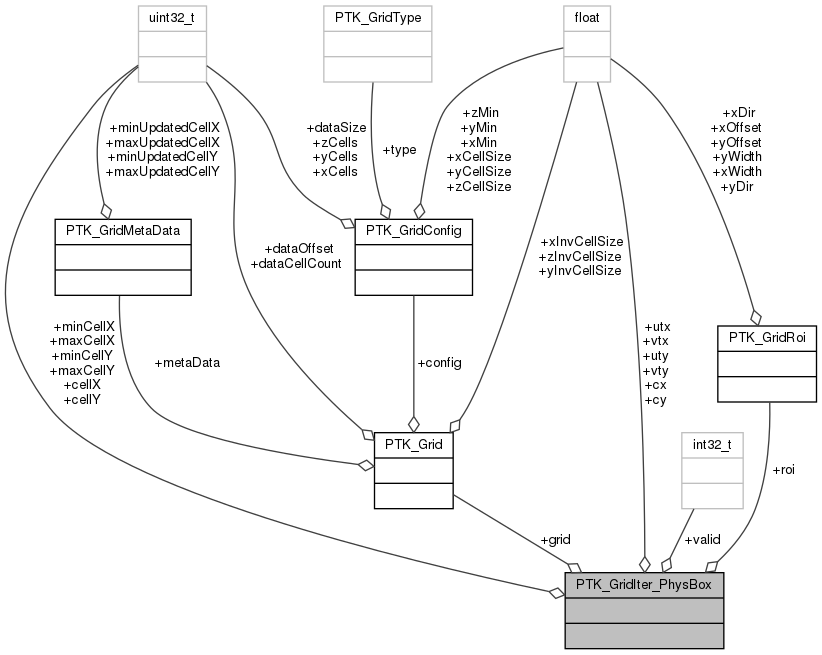 uint32_t
PTK_GridType
float
+minUpdatedCellX
+maxUpdatedCellX
+minUpdatedCellY
+maxUpdatedCellY
+dataSize
+zCells
+yCells
+xCells
+type
+zMin
+yMin
+xMin
+xCellSize
+yCellSize
+zCellSize
+xDir
+xOffset
+yOffset
+yWidth
+xWidth
+yDir
PTK_GridMetaData
PTK_GridConfig
+dataOffset
+dataCellCount
+xInvCellSize
+zInvCellSize
+yInvCellSize
+minCellX
+maxCellX
+minCellY
+maxCellY
+cellX
+cellY
+metaData
+config
+utx
+vtx
+uty
+vty
+cx
+cy
PTK_GridRoi
PTK_Grid
int32_t
+roi
+grid
+valid
PTK_GridIter_PhysBox